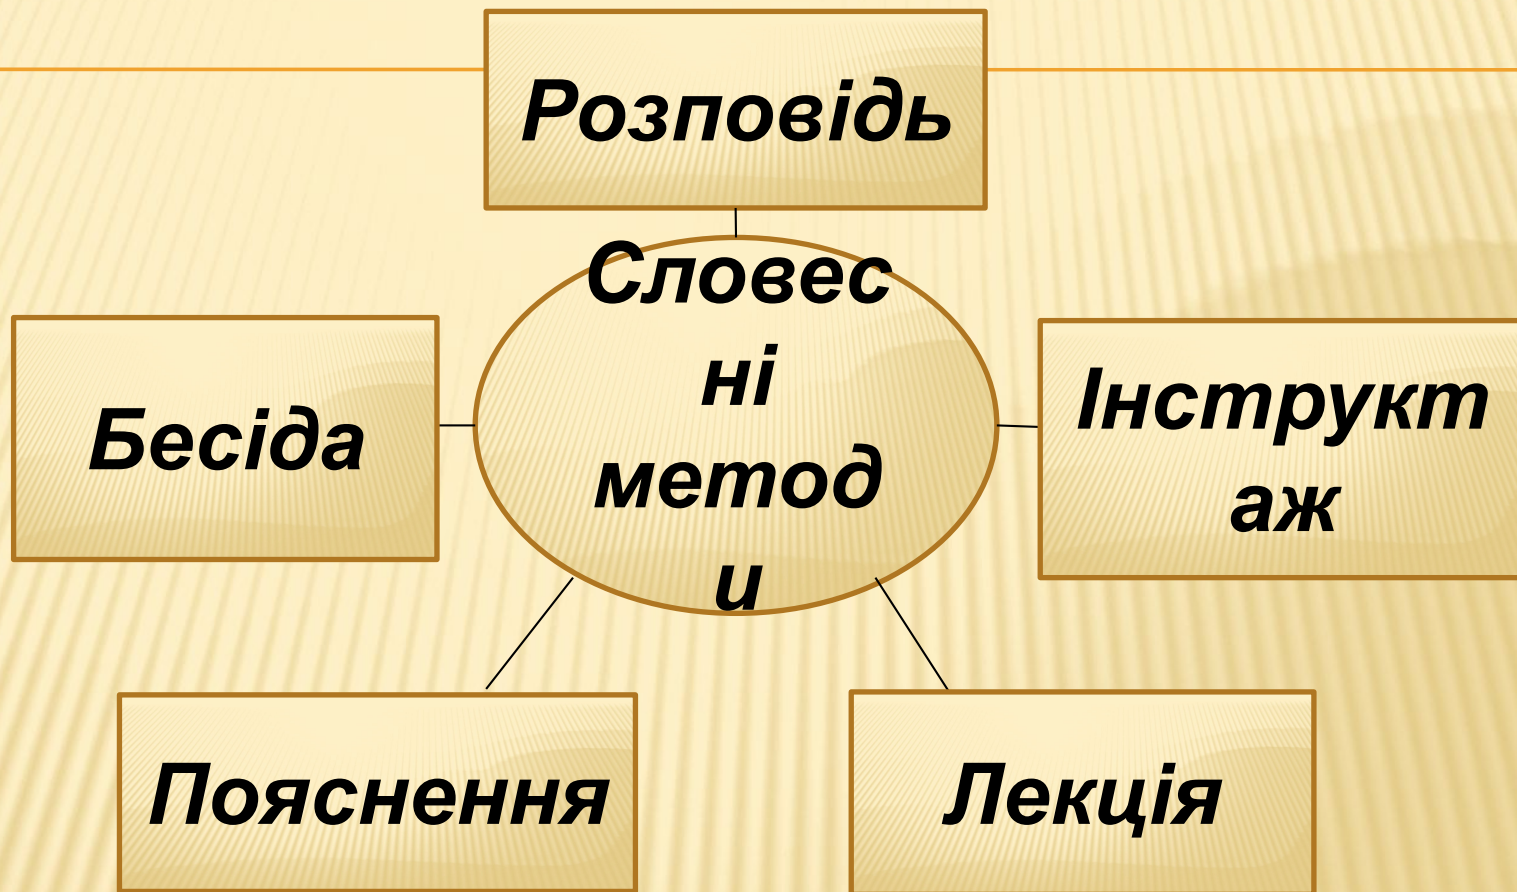 Розповідь
Словес
ні
метод
и
Бесіда
Інструкт
аж
Пояснення
Лекція